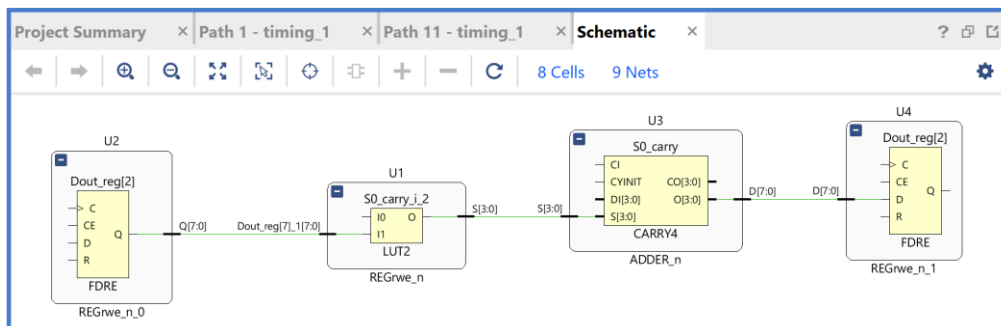 Project Summary × Path 1 - timing_1 × Path 11 - timing_1 × Schematic × ?
8 Cells 9 Nets
U2
Dout_reg[2]
C
CE
D
R
Q
FDRE
REGrwe_n_0
Q[7:0]
Dout_reg[7]_1[7:0]
U1
S0_carry_i_2
I0 O
I1
LUT2
REGrwe_n
S[3:0]
S[3:0]
U3
S0_carry
CI
CYINIT CO[3:0]
DI[3:0] O[3:0]
S[3:0]
CARRY4
ADDER_n
D[7:0]
D[7:0]
U4
Dout_reg[2]
C
CE
D
R
Q
FDRE
REGrwe_n_1